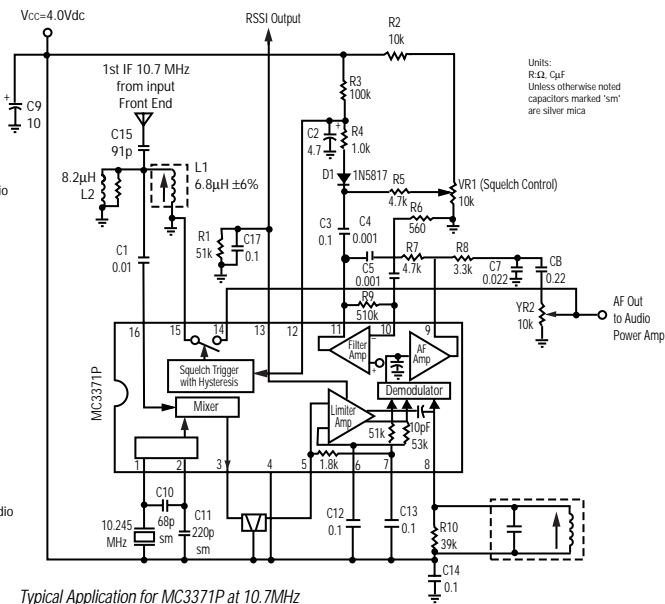 Vcc=4.0Vdc
RSSI Output
R2
10k
Units:
R:Ω, CμF
Unless otherwise noted
capacitors marked 'sm'
are silver mica
1st IF 10.7 MHz
from input
Front End
R3
100k
+
C9
10
C15
91p
C2
4.7
+
R4
1.0k
8.2μH
L2
L1
6.8μH ±6%
D1
1N5817
R5
4.7k
VR1 (Squelch Control)
10k
dio
R1
51k
C17
0.1
C3
0.1
C4
0.001
R6
560
R7
4.7k
R8
3.3k
C1
0.01
C5
0.001
C7
0.022
CB
0.22
R9
510k
YR2
10k
AF Out
to Audio
Power Amp
16
15
14
13
12
11
10
9
Filter
Amp
–
+
AF
Amp
Squelch Trigger
with Hysteresis
Demodulator
MC3371P
Mixer
Limiter
Amp
10pF
51k
53k
1.8k
1
2
3
4
5
6
7
8
C10
68p
sm
C11
220p
sm
10.245
MHz
C12
0.1
C13
0.1
R10
39k
dio
C14
0.1
Typical Application for MC3371P at 10.7MHz